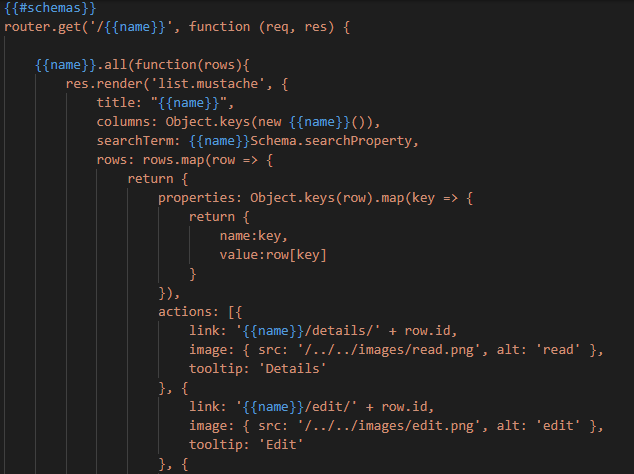 {{#schemas}}
router.get('/{{name}}', function (req, res) {
{{name}}.all(function(rows){
res.render('list.mustache', {
title: "{{name}}",
columns: Object.keys(new {{name}}()),
searchTerm: {{name}}Schema.searchProperty,
rows: rows.map(row => {
return {
properties: Object.keys(row).map(key => {
return {
name:key,
value:row[key]
}
}),
actions: [{
link: '{{name}}/details/' + row.id,
image: { src: '/../../images/read.png', alt: 'read' },
tooltip: 'Details'
}, {
link: '{{name}}/edit/' + row.id,
image: { src: '/../../images/edit.png', alt: 'edit' },
tooltip: 'Edit'
}, {